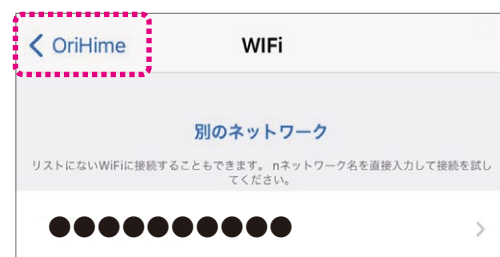 OriHime
WIFi
別のネットワーク
リストにないWiFiに接続することもできます。 nネットワーク名を直接入力して接続を試し
てください。